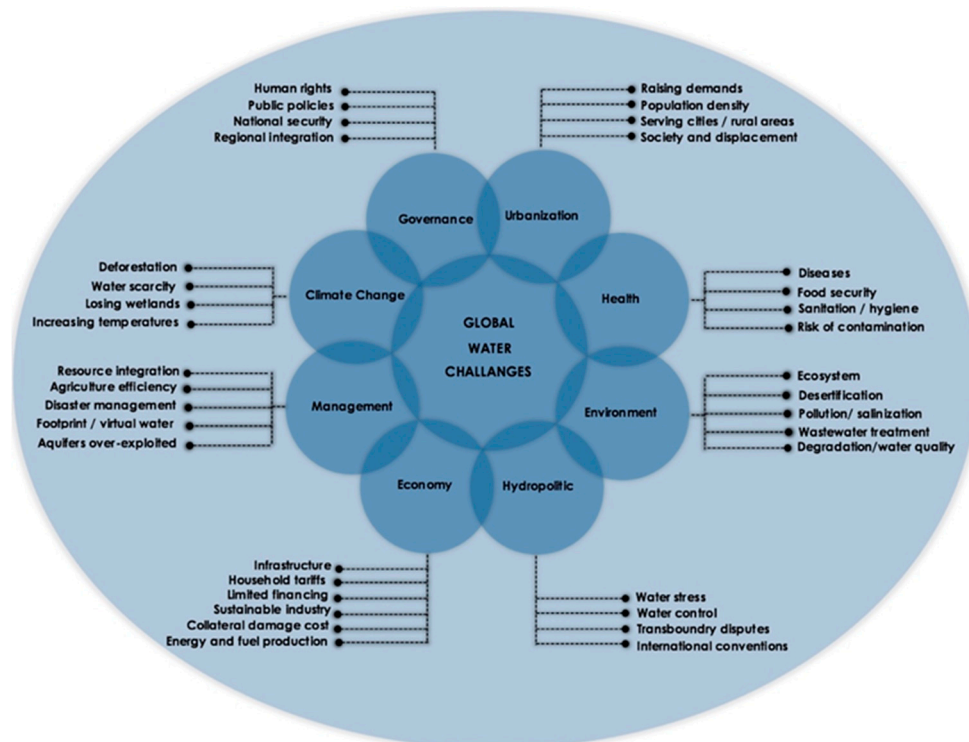 Human rights
Public policies
National security
Regional integration
Raising demands
Population density
Serving cities / rural areas
Society and displacement
Governance
Urbanization
Deforestation
Water scarcity
Losing wetlands
Increasing temperatures
Climate Change
Health
Diseases
Food security
Sanitation / hygiene
Risk of contamination
GLOBAL
WATER
CHALLANGES
Resource integration
Agriculture efficiency
Disaster management
Footprint / virtual water
Aquifers over-exploited
Management
Environment
Ecosystem
Desertification
Pollution/ salinization
Wastewater treatment
Degradation/water quality
Economy
Hydropolitic
Infrastructure
Household tariffs
Limited financing
Sustainable industry
Collateral damage cost
Energy and fuel production
Water stress
Water control
Transboundry disputes
International conventions